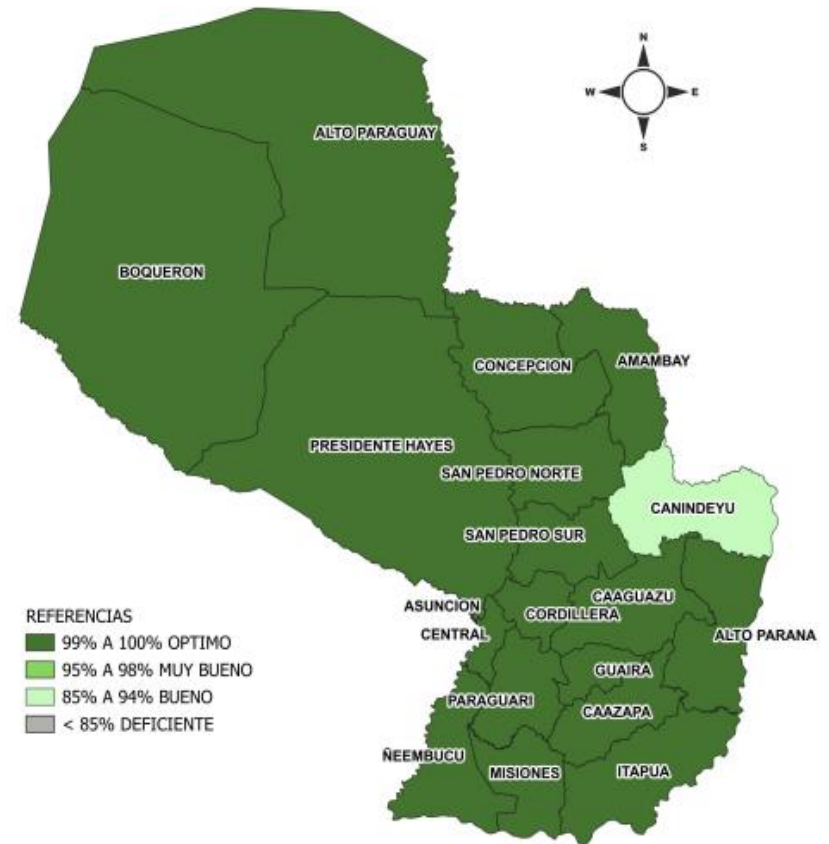 N
W E
S
ALTO PARAGUAY
BOQUERON
CONCEPCION
AMAMBAY
PRESIDENTE HAYES
SAN PEDRO NORTE
CANINDEYU
SAN PEDRO SUR
CAAGUAZU
ASUNCION
CORDILLERA
CENTRAL
ALTO PARANA
GUAIRA
PARAGUARI
CAAZAPA
ÑEEMBUCU
MISIONES
ITAPUA
REFERENCIAS
99% A 100% OPTIMO
95% A 98% MUY BUENO
85% A 94% BUENO
< 85% DEFICIENTE